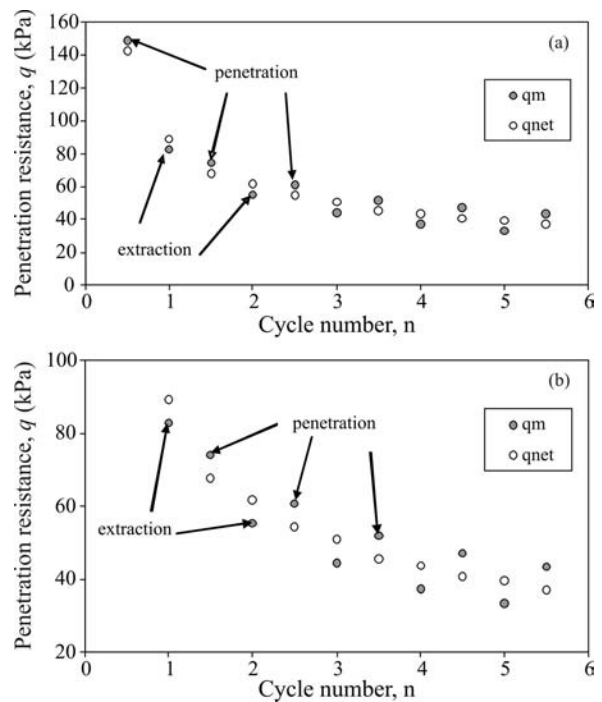 160
140
120
100
80
60
40
20
0
Penetration resistance, q (kPa)
(a)
penetration
qm
qnet
extraction
0 1 2 3 4 5 6
Cycle number, n
100
80
60
40
20
Penetration resistance, q (kPa)
(b)
penetration
qm
qnet
extraction
0 1 2 3 4 5 6
Cycle number, n